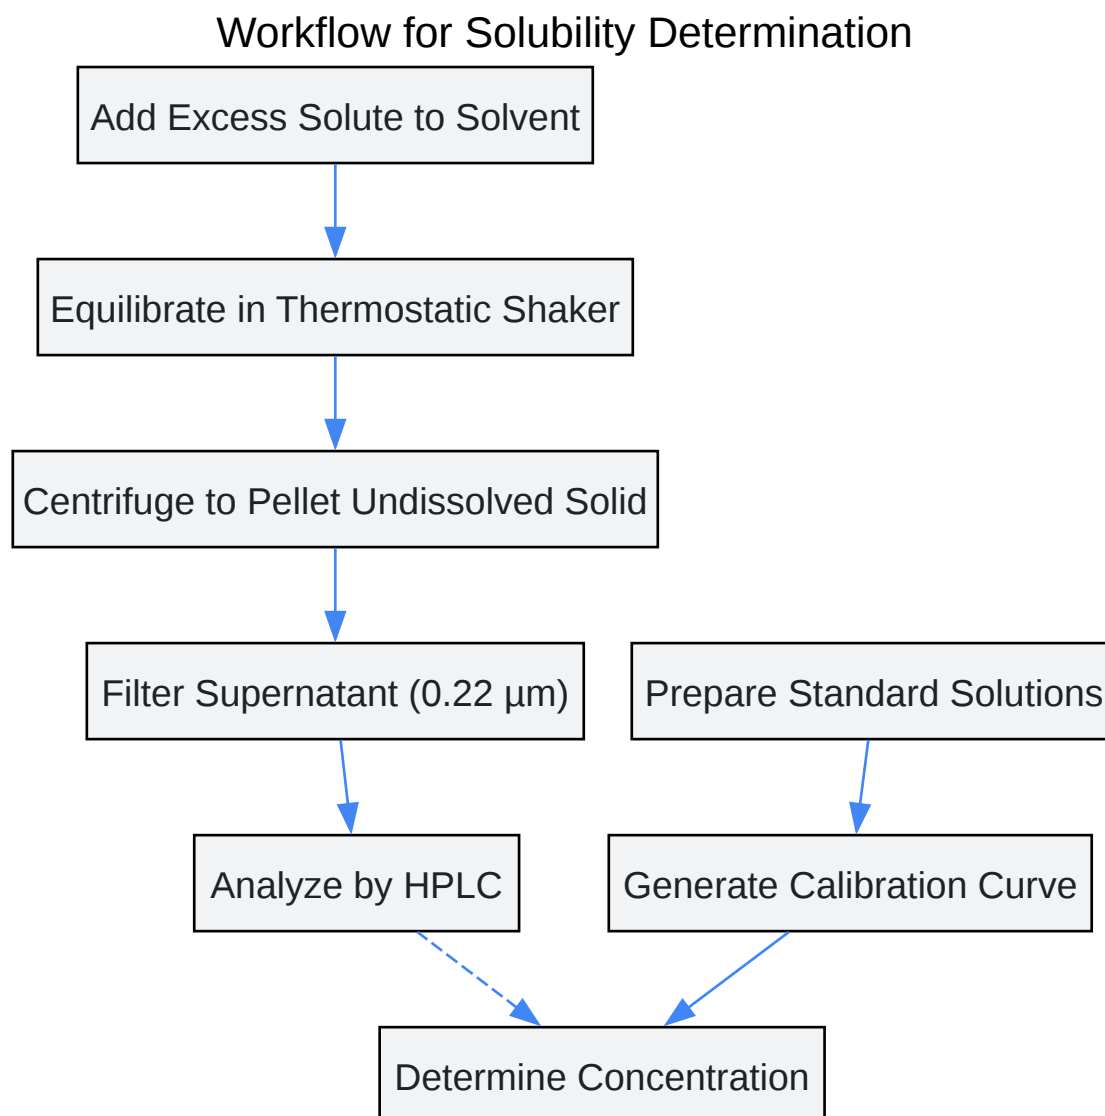 Workflow for Solubility Determination
Add Excess Solute to Solvent
Equilibrate in Thermostatic Shaker
Centrifuge to Pellet Undissolved Solid
Filter Supernatant (0.22 µm)
Prepare Standard Solutions
Analyze by HPLC
Generate Calibration Curve
Determine Concentration